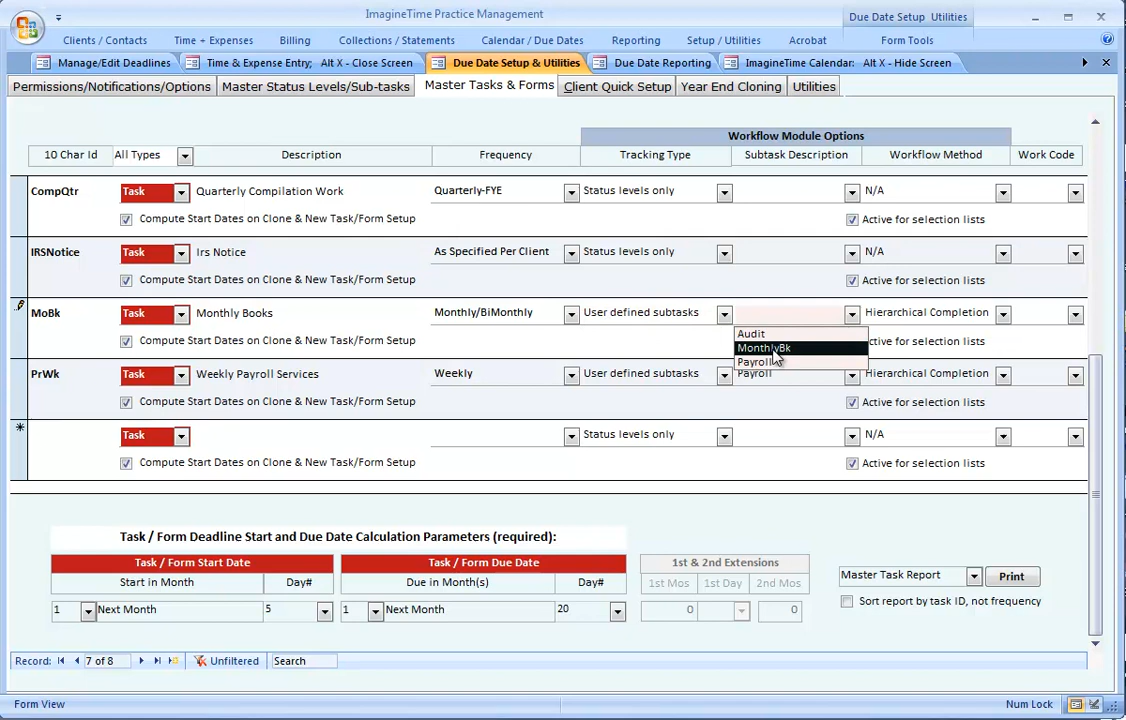 ImagineTime Practice Management
Due Date Setup Utilities
Clients / Contacts Time + Expenses Billing Collections / Statements Calendar / Due Dates Reporting Setup / Utilities Acrobat Form Tools
Manage/Edit Deadlines Time & Expense Entry; Alt X - Close Screen Due Date Setup & Utilities Due Date Reporting ImagineTime Calendar: Alt X - Hide Screen
Permissions/Notifications/Options Master Status Levels/Sub-tasks Master Tasks & Forms Client Quick Setup Year End Cloning Utilities
Workflow Module Options
10 Char Id All Types Description Frequency Tracking Type Subtask Description Workflow Method Work Code
CompQtr Task Quarterly Compilation Work Quarterly-FYE Status levels only N/A
Compute Start Dates on Clone & New Task/Form Setup Active for selection lists
IRSNotice Task Irs Notice As Specified Per Client Status levels only N/A
Compute Start Dates on Clone & New Task/Form Setup Active for selection lists
MoBk Task Monthly Books Monthly/BiMonthly User defined subtasks Hierarchical Completion
Audit
Compute Start Dates on Clone & New Task/Form Setup MonthlyBk ctive for selection lists
Payroll
PrWk Task Weekly Payroll Services Weekly User defined subtasks Payroll Hierarchical Completion
Compute Start Dates on Clone & New Task/Form Setup Active for selection lists
Task Status levels only N/A
Compute Start Dates on Clone & New Task/Form Setup Active for selection lists
Task / Form Deadline Start and Due Date Calculation Parameters (required):
Task / Form Start Date Task / Form Due Date 1st & 2nd Extensions
Start in Month Day# Due in Month(s) Day# 1st Mos 1st Day 2nd Mos
1 Next Month 5 1 Next Month 20 0 0
Master Task Report Print
Sort report by task ID, not frequency
Record: 7 of 8 Unfiltered Search
Form View Num Lock